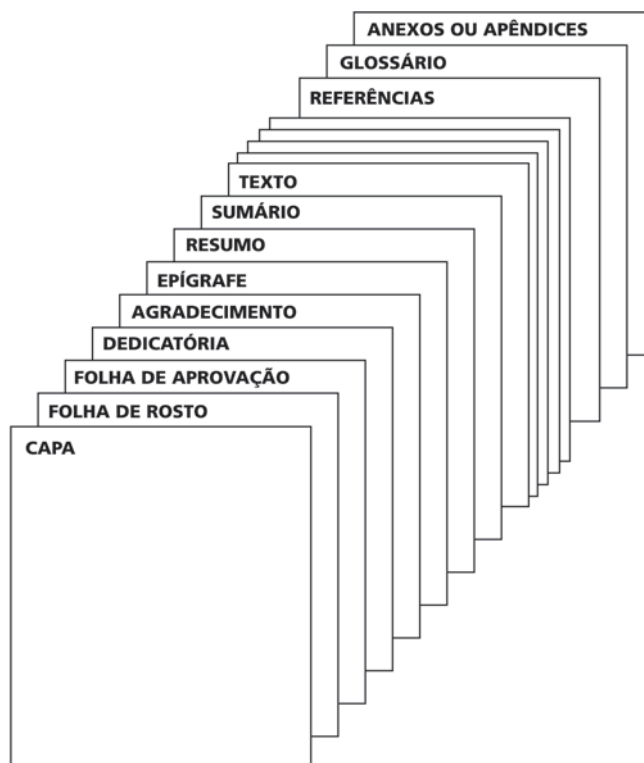 ANEXOS OU APÊNDICES
GLOSSÁRIO
REFERÊNCIAS
TEXTO
SUMÁRIO
RESUMO
EPÍGRAFE
AGRADECIMENTO
DEDICATÓRIA
FOLHA DE APROVAÇÃO
FOLHA DE ROSTO
CAPA